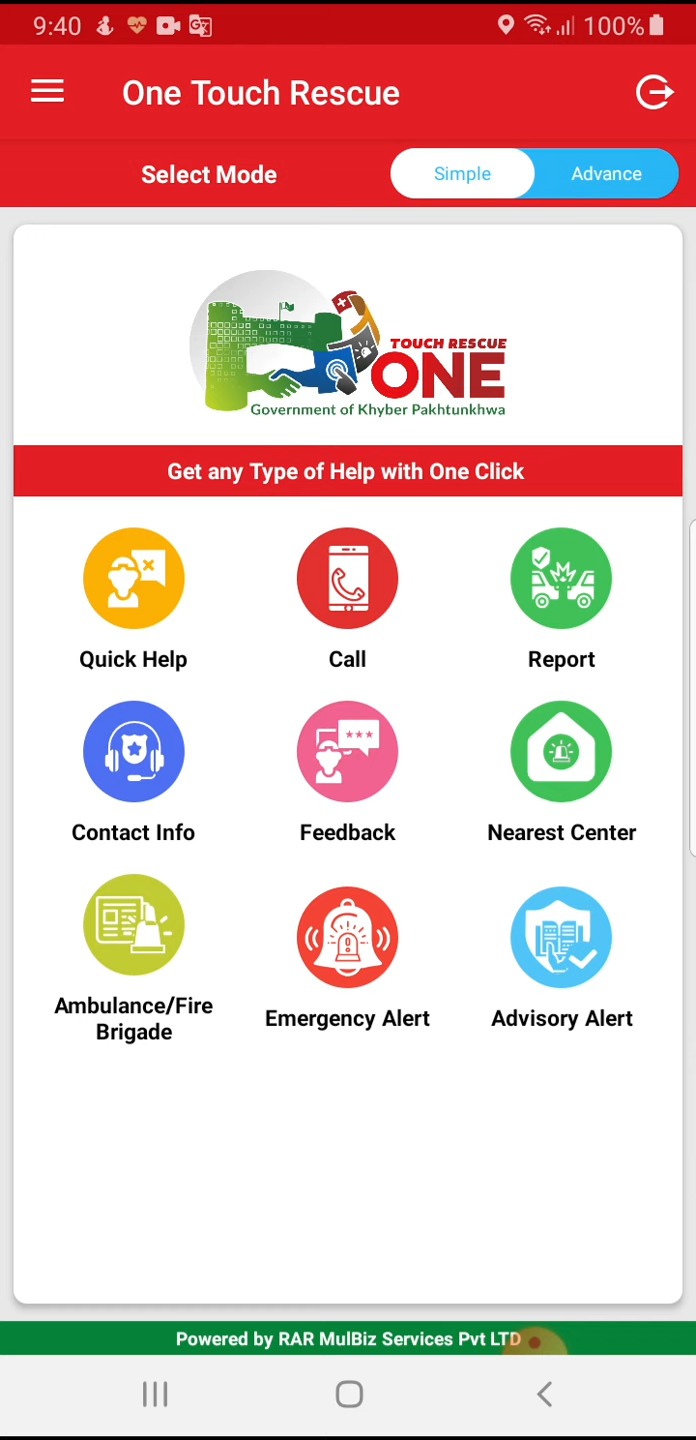 9:40
100%
One Touch Rescue
Select Mode
Simple
Advance
TOUCH RESCUE
ONE
Government of Khyber Pakhtunkhwa
Get any Type of Help with One Click
Quick Help
Call
Report
Contact Info
Feedback
Nearest Center
Ambulance/Fire
Brigade
Emergency Alert
Advisory Alert
Powered by RAR MulBiz Services Pvt LTD